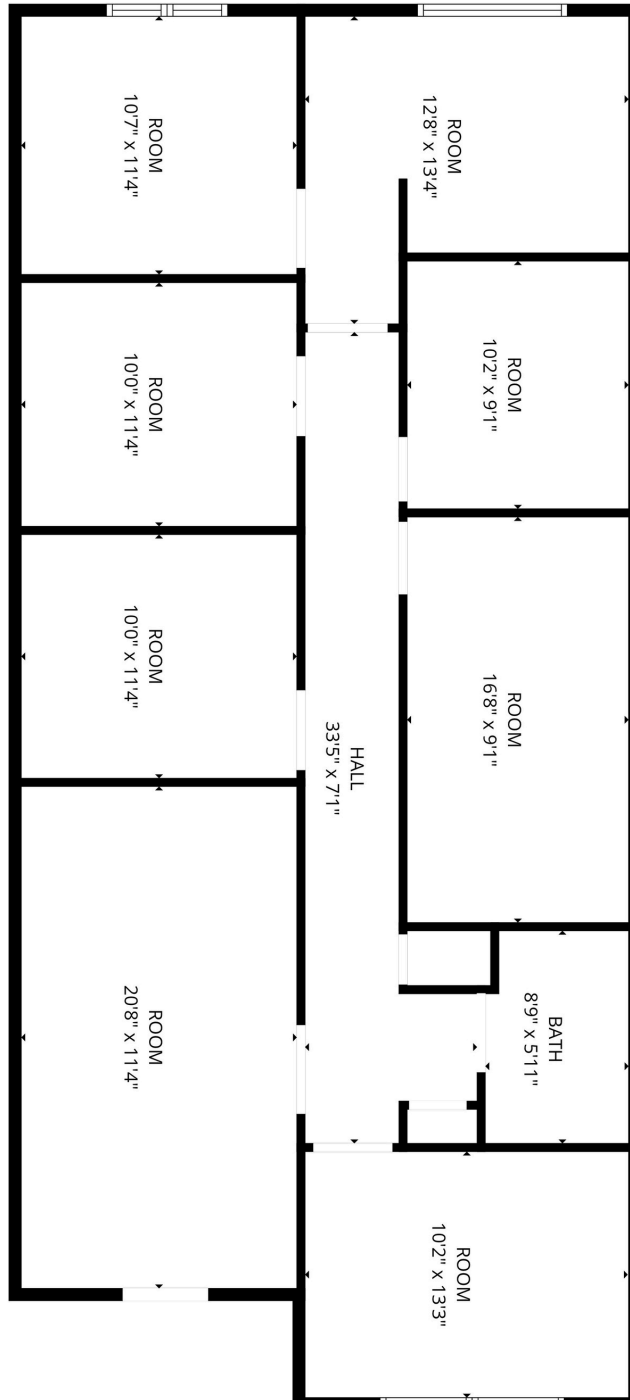 ROOM
10'7" x 11'4"
ROOM
12'8" x 13'4"
ROOM
10'0" x 11'4"
ROOM
10'2" x 9'1"
ROOM
10'0" x 11'4"
ROOM
16'8" x 9'1"
HALL
33'5" x 7'1"
ROOM
20'8" x 11'4"
BATH
8'9" x 5'11"
ROOM
10'2" x 13'3"